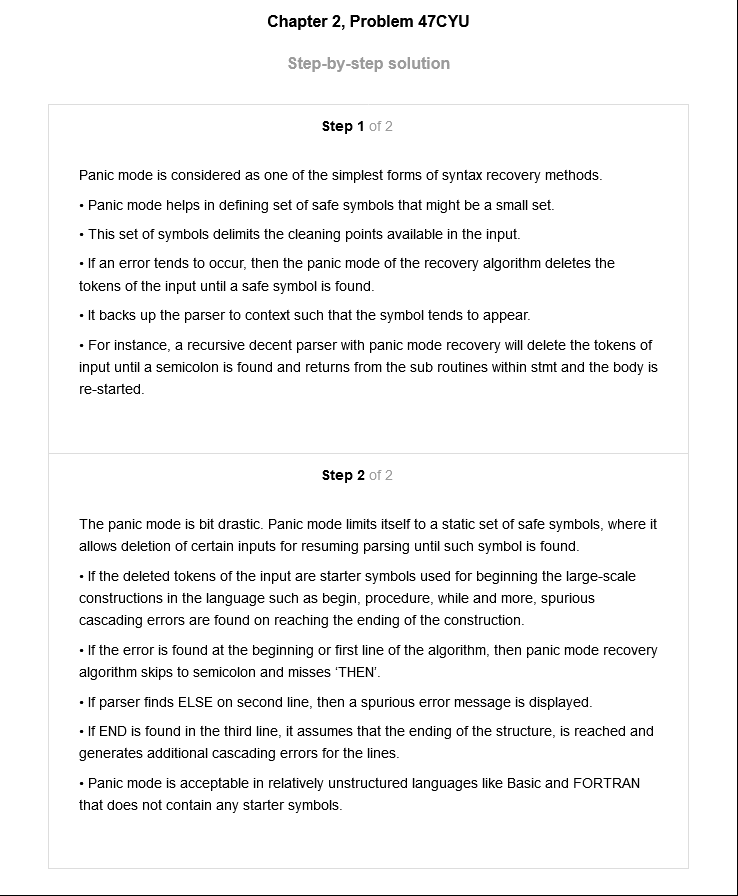 Chapter 2, Problem 47CYU
Step-by-step solution
Step 1 of 2
Panic mode is considered as one of the simplest forms of syntax recovery methods.
• Panic mode helps in defining set of safe symbols that might be a small set.
• This set of symbols delimits the cleaning points available in the input.
• If an error tends to occur, then the panic mode of the recovery algorithm deletes the
tokens of the input until a safe symbol is found.
• It backs up the parser to context such that the symbol tends to appear.
• For instance, a recursive decent parser with panic mode recovery will delete the tokens of
input until a semicolon is found and returns from the sub routines within stmt and the body is
re-started.
Step 2 of 2
The panic mode is bit drastic. Panic mode limits itself to a static set of safe symbols, where it
allows deletion of certain inputs for resuming parsing until such symbol is found.
• If the deleted tokens of the input are starter symbols used for beginning the large-scale
constructions in the language such as begin, procedure, while and more, spurious
cascading errors are found on reaching the ending of the construction.
• If the error is found at the beginning or first line of the algorithm, then panic mode recovery
algorithm skips to semicolon and misses ‘THEN’.
• If parser finds ELSE on second line, then a spurious error message is displayed.
• If END is found in the third line, it assumes that the ending of the structure, is reached and
generates additional cascading errors for the lines.
• Panic mode is acceptable in relatively unstructured languages like Basic and FORTRAN
that does not contain any starter symbols.